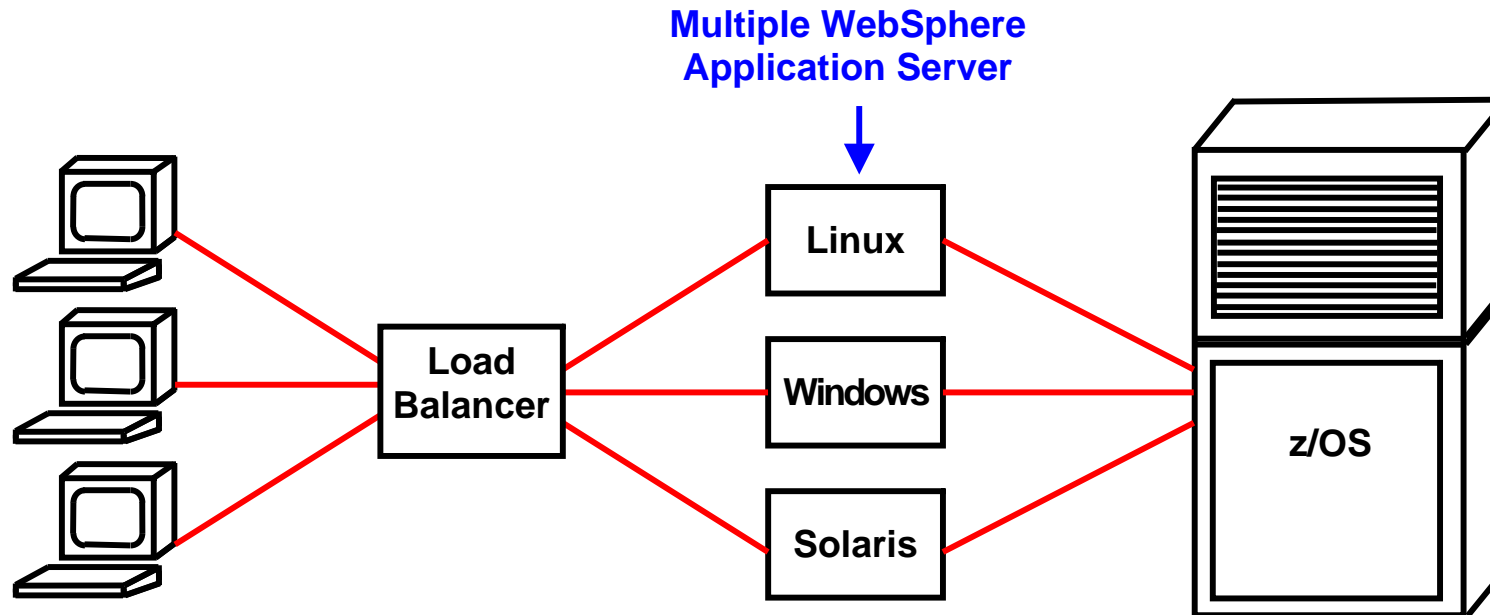 Multiple WebSphere
Application Server
Linux
Load
Balancer
Windows
z/OS
Solaris